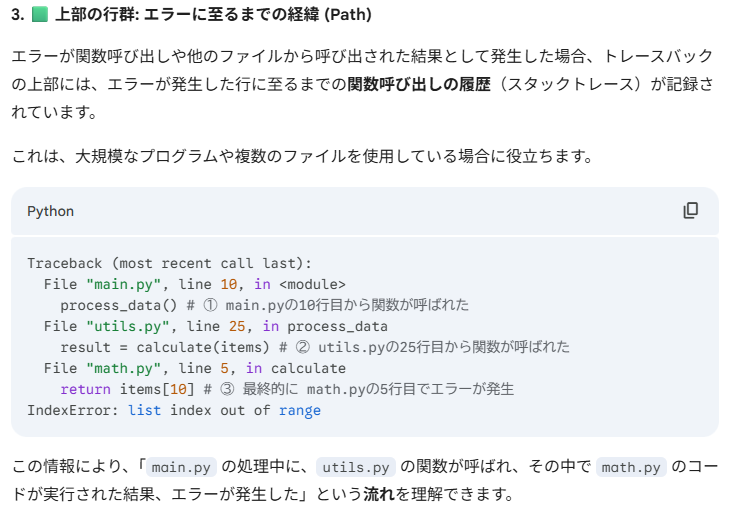 3. 🟩 上部の行群: エラーに至るまでの経緯 (Path)
エラーが関数呼び出しや他のファイルから呼び出された結果として発生した場合、トレースバック
の上部には、エラーが発生した行に至るまでの関数呼び出しの履歴（スタックトレース）が記録さ
れています。
これは、大規模なプログラムや複数のファイルを使用している場合に役立ちます。
Python
Traceback (most recent call last):
  File "main.py", line 10, in <module>
    process_data() # ① main.pyの10行目から関数が呼ばれた
  File "utils.py", line 25, in process_data
    result = calculate(items) # ② utils.pyの25行目から関数が呼ばれた
  File "math.py", line 5, in calculate
    return items[10] # ③ 最終的に math.pyの5行目でエラーが発生
IndexError: list index out of range
この情報により、「main.py の処理中に、utils.py の関数が呼ばれ、その中で math.py のコー
ドが実行された結果、エラーが発生した」という流れを理解できます。